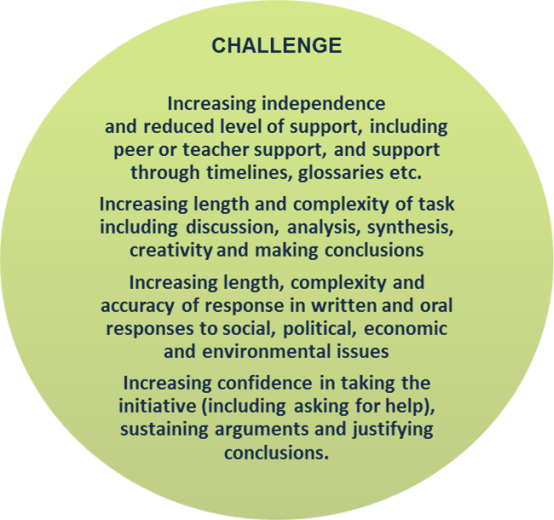 CHALLENGE
Increasing independence
and reduced level of support, including
peer or teacher support, and support
through timelines, glossaries etc.
Increasing length and complexity of task
including discussion, analysis, synthesis,
creativity and making conclusions
Increasing length, complexity and
accuracy of response in written and oral
responses to social, political, economic
and environmental issues
Increasing confidence in taking the
initiative (including asking for help),
sustaining arguments and justifying
conclusions.